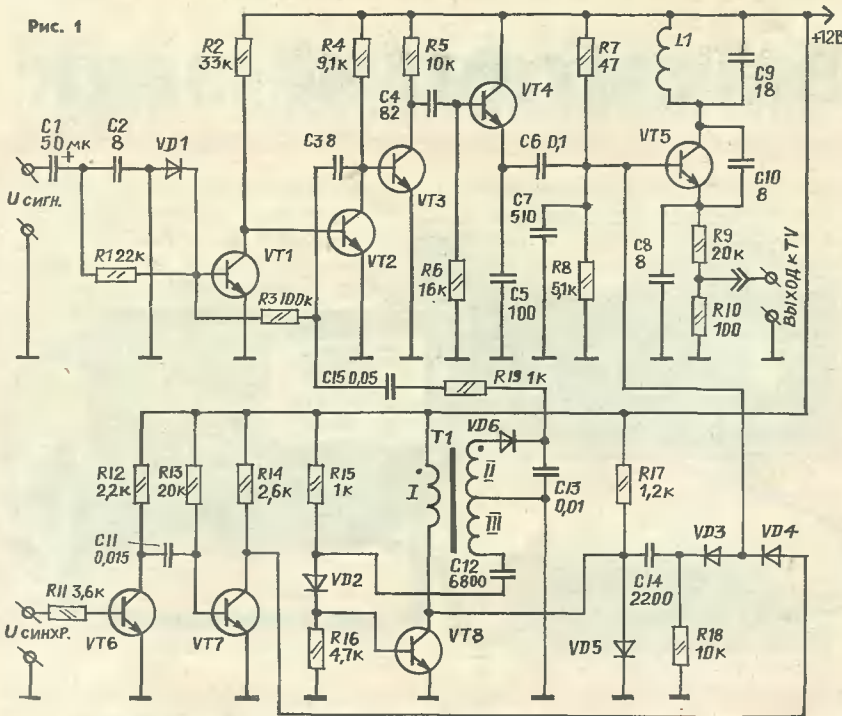 Рис. 1
R2
33к
R4
9,1к
R5
10к
R7
47
L1
C9
18
+12В
C1
50 мк
+
C2
8
VD1
C3 8
C4
82
VT4
C6 0,1
VT5
C10
8
U сигн.
R1 22к
VT1
VT2
VT3
R6
16к
C7
510
C5
100
R8
5,1к
C8
8
R9
20к
R10
100
Выход к TV
R3 100к
C15 0,05
R19 1к
R12
2,2к
R13
20к
R14
2,6к
R15
1к
T1
I
II
III
VD6
C13
0,01
R17
1,2к
VD3
VD4
C11
0,015
VD2
C12
6800
C14
2200
R11 3,6к
U синхр.
VT6
VT7
R16
4,7к
VT8
VD5
R18
10к